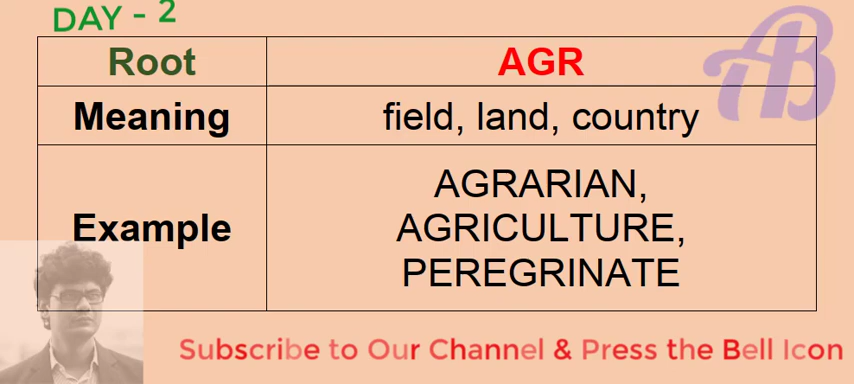 DAY - 2
Root AGR
Meaning field, land, country
Example AGRARIAN,
AGRICULTURE,
PEREGRINATE
AB
Subscribe to Our Channel & Press the Bell Icon